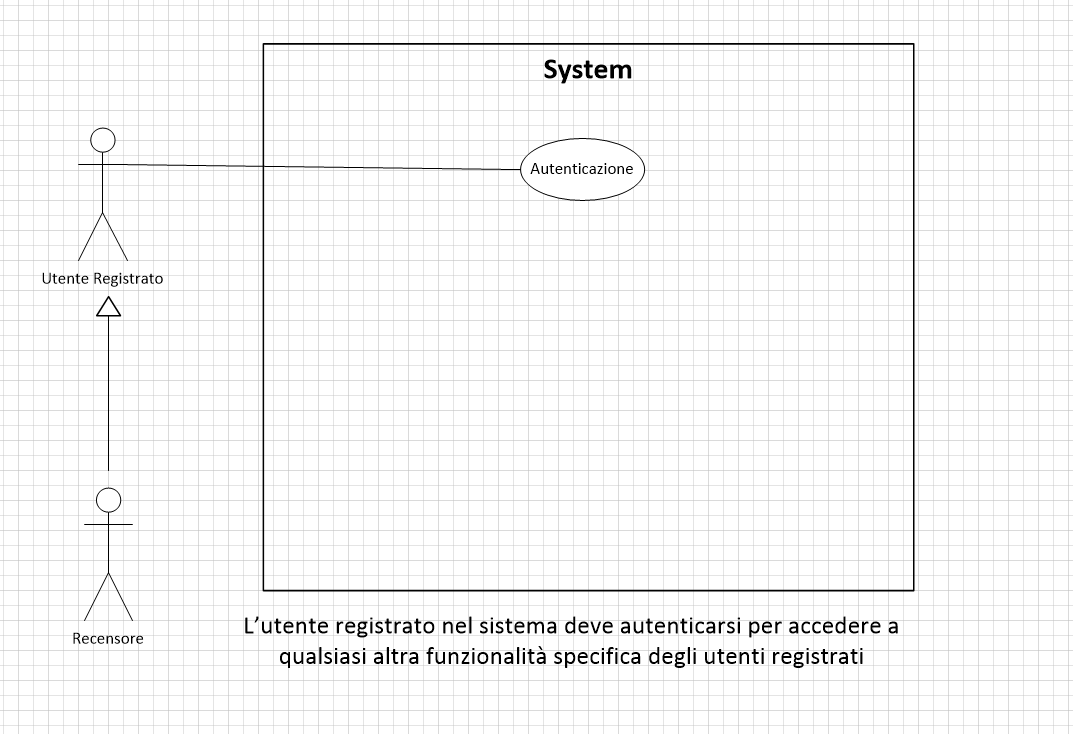 System
Autenticazione
Utente Registrato
Recensore
L’utente registrato nel sistema deve autenticarsi per accedere a
qualsiasi altra funzionalità specifica degli utenti registrati